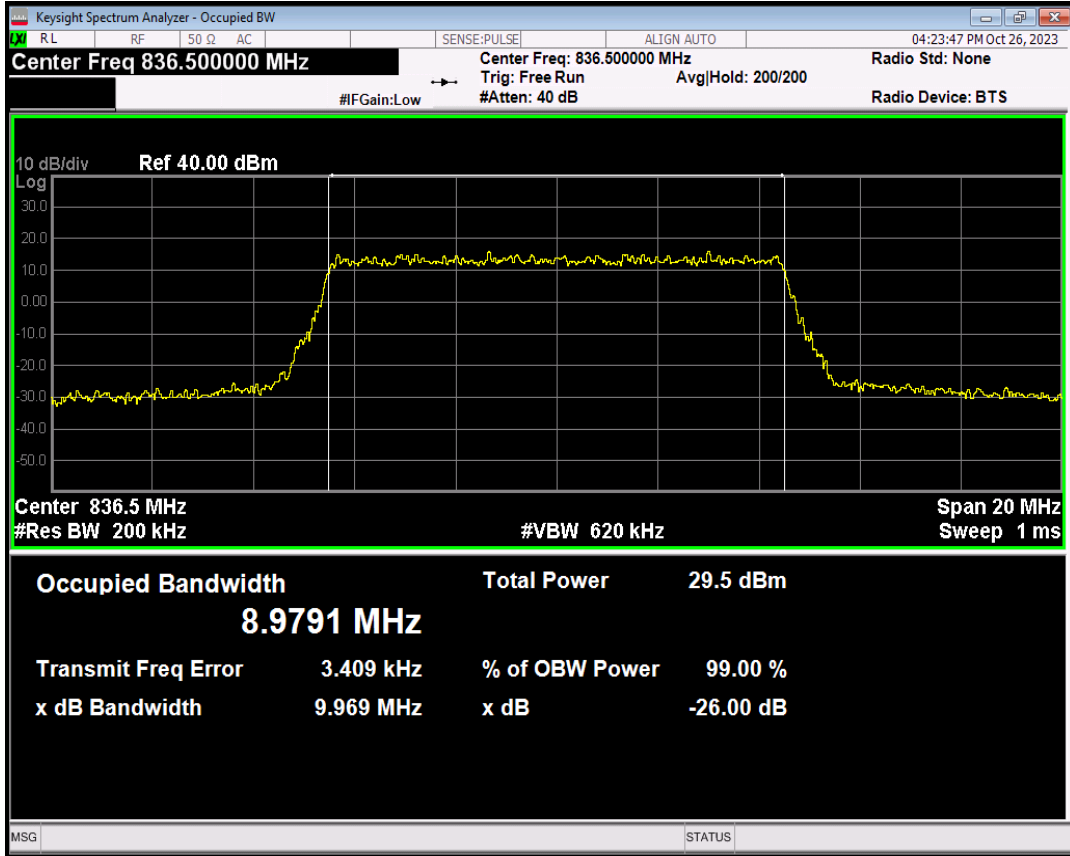 Keysight Spectrum Analyzer - Occupied BW
LXI RL RF 50 Ω AC SENSE:PULSE ALIGN AUTO 04:23:47 PM Oct 26, 2023
Center Freq 836.500000 MHz Center Freq: 836.500000 MHz Radio Std: None
Trig: Free Run Avg|Hold: 200/200
#IFGain:Low #Atten: 40 dB Radio Device: BTS
10 dB/div Ref 40.00 dBm
Log
30.0
20.0
10.0
0.00
-10.0
-20.0
-30.0
-40.0
-50.0
Center 836.5 MHz Span 20 MHz
#Res BW 200 kHz #VBW 620 kHz Sweep 1 ms
Occupied Bandwidth Total Power 29.5 dBm
8.9791 MHz
Transmit Freq Error 3.409 kHz % of OBW Power 99.00 %
x dB Bandwidth 9.969 MHz x dB -26.00 dB
MSG STATUS